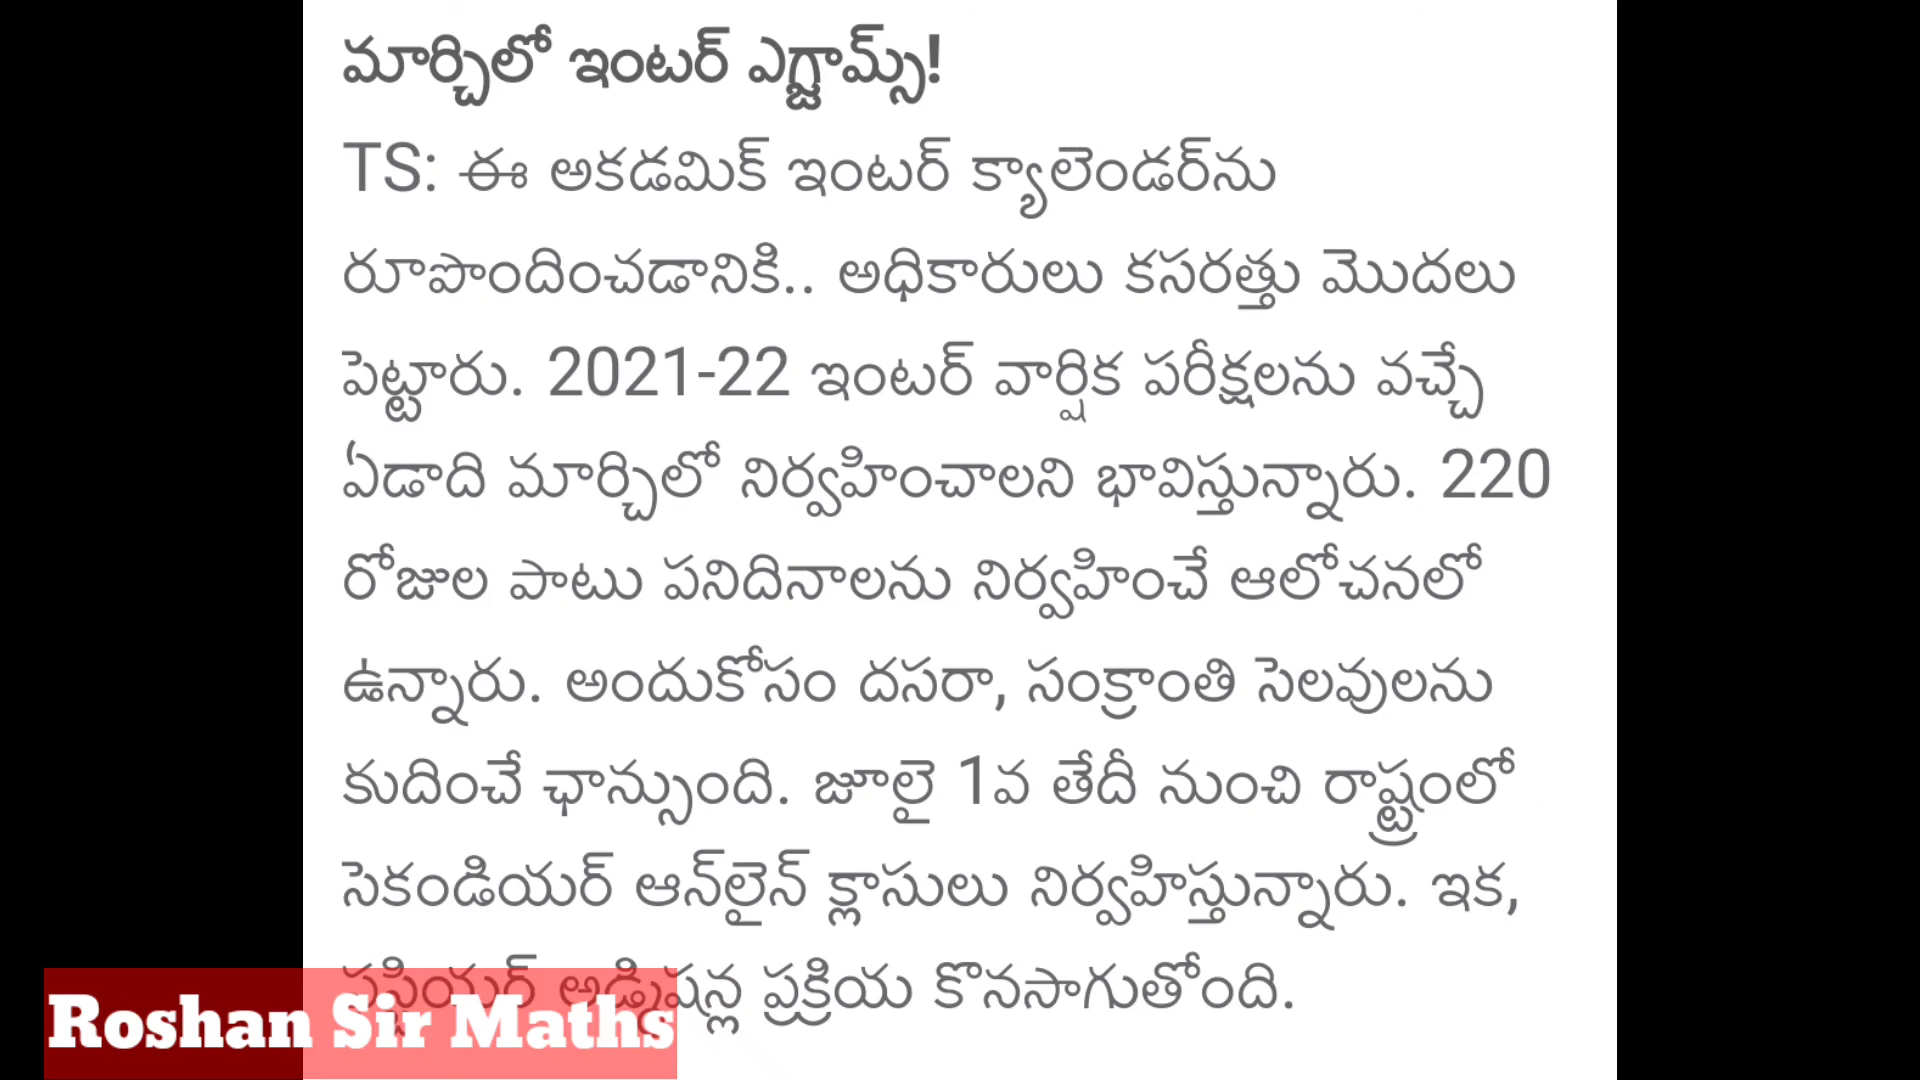 మార్చిలో ఇంటర్ ఎగ్జామ్స్!
TS: ఈ అకడమిక్ ఇంటర్ క్యాలెండర్‌ను
రూపొందించడానికి.. అధికారులు కసరత్తు మొదలు
పెట్టారు. 2021-22 ఇంటర్ వార్షిక పరీక్షలను వచ్చే
ఏడాది మార్చిలో నిర్వహించాలని భావిస్తున్నారు. 220
రోజుల పాటు పనిదినాలను నిర్వహించే ఆలోచనలో
ఉన్నారు. అందుకోసం దసరా, సంక్రాంతి సెలవులను
కుదించే ఛాన్సుంది. జూలై 1వ తేదీ నుంచి రాష్ట్రంలో
సెకండియర్ ఆన్‌లైన్ క్లాసులు నిర్వహిస్తున్నారు. ఇక,
అడ్మిషన్ల ప్రక్రియ కొనసాగుతోంది.
Roshan Sir Maths